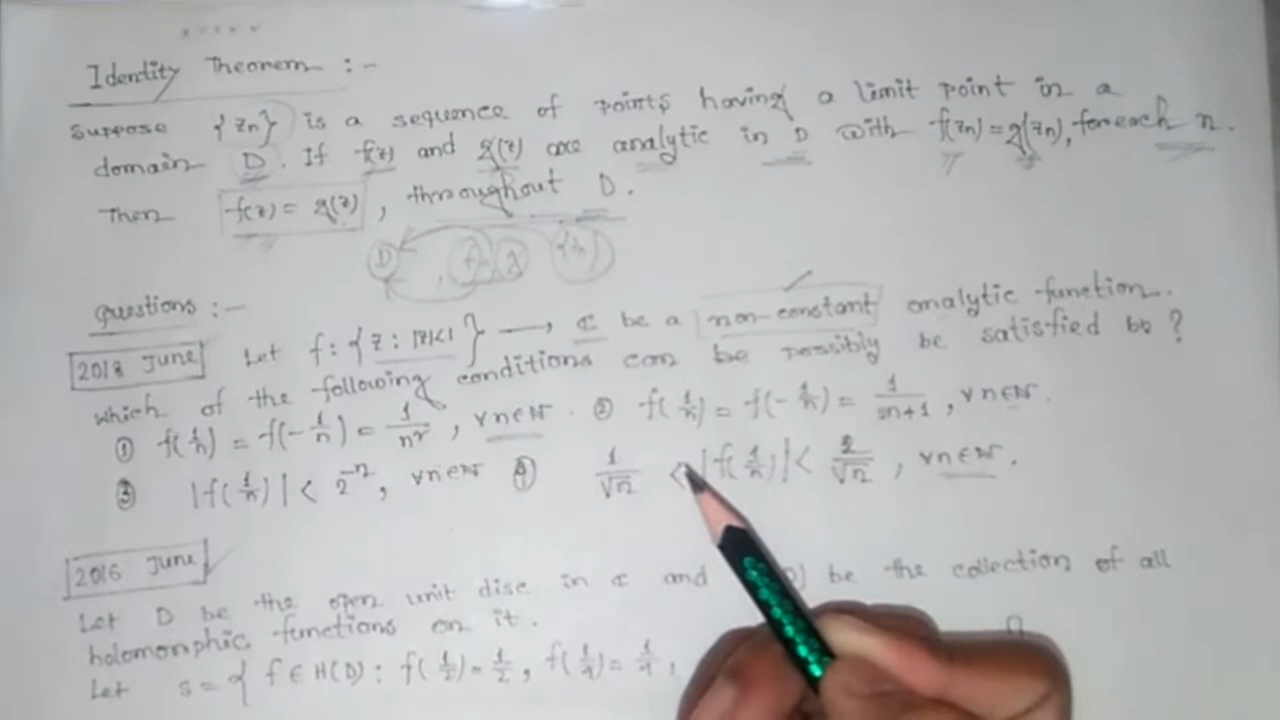 Identity Theorem :-
Suppose {zn} is a sequence of points having a limit point in a
domain D. If f(z) and g(z) are analytic in D with f(zn) = g(zn), for each n.
Then f(z) = g(z), throughout D.
D , f, g {zn}
Questions :-
2018 June Let f: {z : |z|<1} → ℂ be a non-constant analytic function.
which of the following conditions can be possibly be satisfied by ?
① f(1/n) = f(-1/n) = 1/n², ∀n∈ℕ. ② f(1/n) = f(-1/n) = 1/2n+1, ∀n∈ℕ.
③ |f(1/n)| < 2⁻ⁿ, ∀n∈ℕ ④ 1/√n < |f(1/n)| < 2/√n, ∀n∈ℕ.
2016 June
Let D be the open unit disc in ℂ and D) be the collection of all
holomorphic functions on it.
Let S = { f ∈ H(D) : f(1/2) = 1/2, f(1/4) = 1/4,